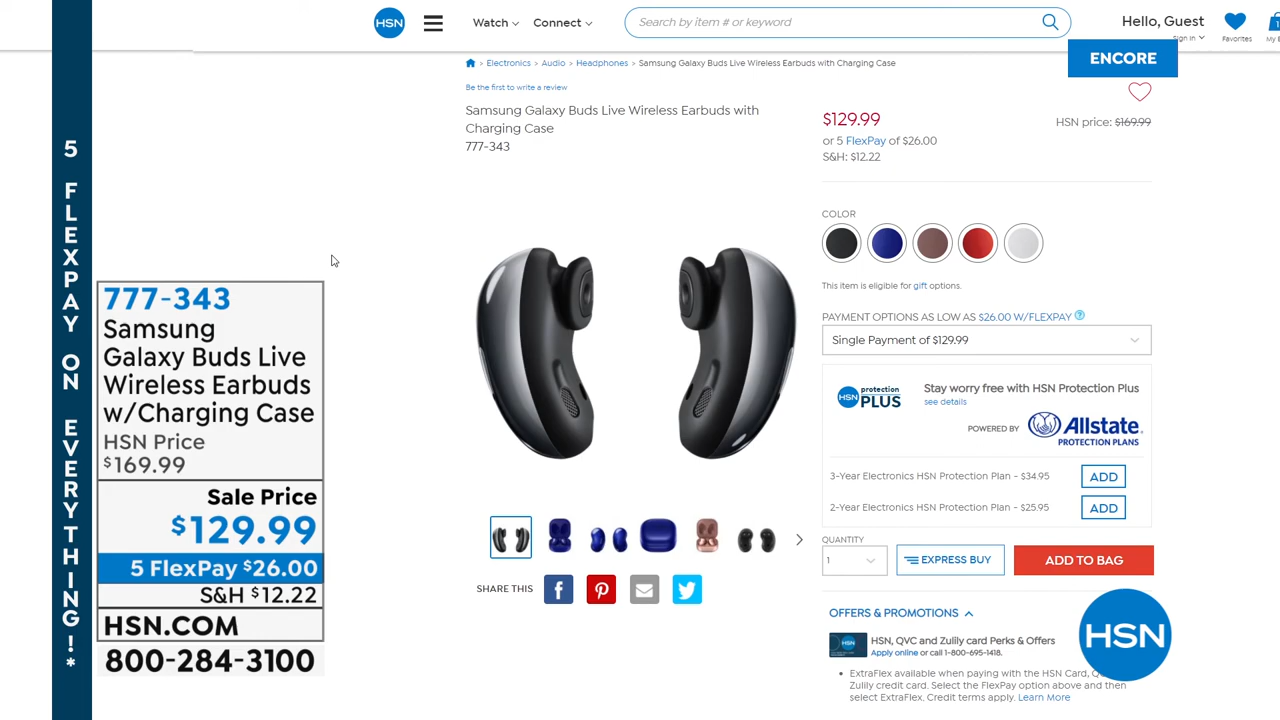 HSN
Watch
Connect
Search by item # or keyword
Hello, Guest
Sign In
Favorites
ENCORE
> Electronics > Audio > Headphones > Samsung Galaxy Buds Live Wireless Earbuds with Charging Case
Be the first to write a review
Samsung Galaxy Buds Live Wireless Earbuds with
Charging Case
777-343
$129.99
HSN price: $169.99
or 5 FlexPay of $26.00
S&H: $12.22
COLOR
This item is eligible for gift options.
PAYMENT OPTIONS AS LOW AS $26.00 W/FLEXPAY ?
Single Payment of $129.99
HSN protection PLUS
Stay worry free with HSN Protection Plus
see details
POWERED BY Allstate
PROTECTION PLANS
3-Year Electronics HSN Protection Plan - $34.95 ADD
2-Year Electronics HSN Protection Plan - $25.95 ADD
QUANTITY
1
EXPRESS BUY
ADD TO BAG
SHARE THIS
OFFERS & PROMOTIONS
HSN, QVC and Zulily card Perks & Offers
Apply online or call 1-800-695-1418.
• ExtraFlex available when paying with the HSN Card,
Zulily credit card. Select the FlexPay option above and then
select ExtraFlex. Credit terms apply. Learn More
HSN
5 FLEXPAY ON EVERYTHING!*
777-343
Samsung
Galaxy Buds Live
Wireless Earbuds
w/Charging Case
HSN Price
$169.99
Sale Price
$129.99
5 FlexPay $26.00
S&H $12.22
HSN.COM
800-284-3100